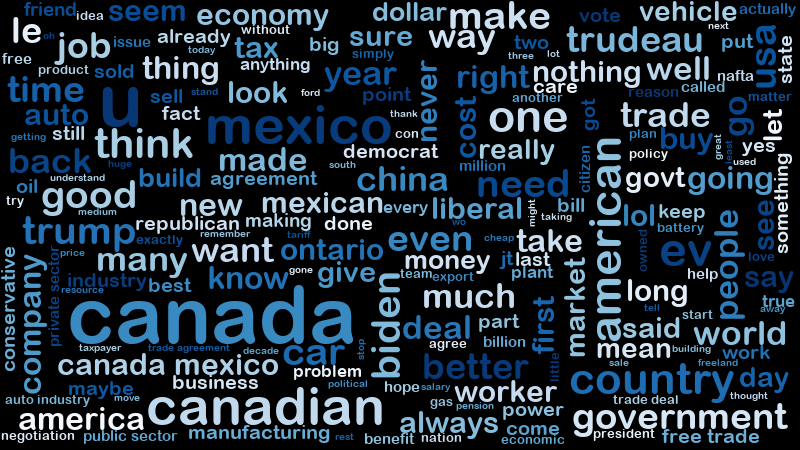 friend
idea
seem
economy
dollar
make
vehicle
actually
le
oh
issue
already
without
big
sure
way
two
vote
next
job
today
tax
simply
trudeau
put
usa
state
free
thing
anything
year
three
lot
product
sold
right
nothing
well
nafta
time
sell
stand
look
ford
point
never
cost
care
reason
called
another
matter
auto
u
fact
mexico
thank
one
got
trade
go
let
getting
still
think
con
plan
buy
great
least
yes
back
huge
made
democrat
really
policy
used
understand
south
million
citizen
something
oil
build
agreement
china
need
govt
going
try
medium
good
new
mexican
every
liberal
might
bill
lol
keep
see
trump
republican
making
done
taking
battery
exactly
remember
tariff
wo
even
take
american
people
ev
owned
love
conservative
private sector
price
many
want
ontario
cheap
money
jt
last
say
company
industry
gone
team
export
plant
help
resource
best
know
give
biden
much
first
market
long
true
canada
tell
start
away
deal
part
said
world
taxpayer
trade agreement
decade
car
stop
agree
billion
mean
building
work
canada mexico
problem
better
little
sale
freeland
maybe
business
political
hope
salary
worker
country
day
auto industry
move
canadian
gas
pension
power
trade deal
thought
america
always
come
government
negotiation
public sector
manufacturing
rest
benefit
nation
economic
president
free trade